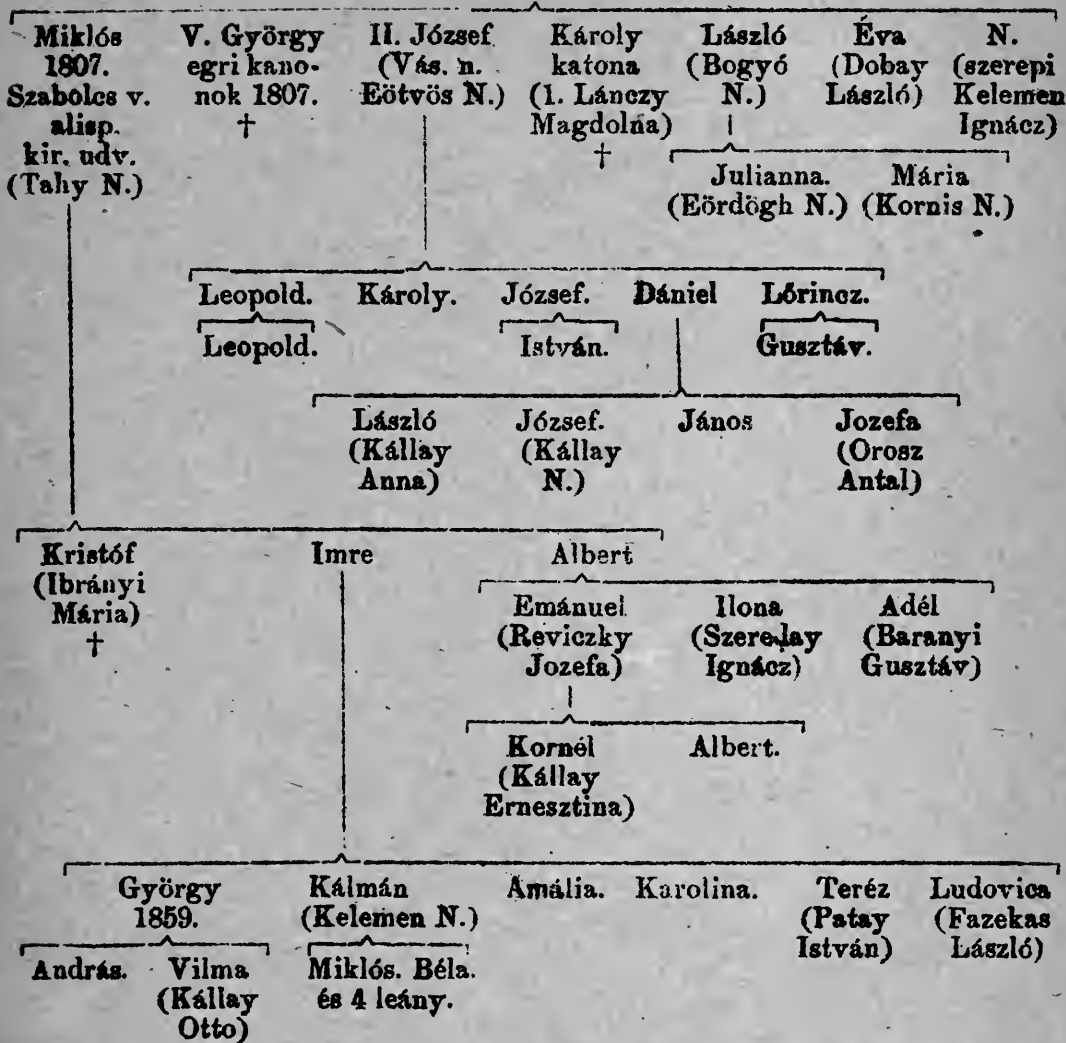 Miklós
1807.
Szabolcs v.
alisp.
kir. udv.
(Tahy N.)
V. György
egri kano-
nok 1807.
†
II. József
(Vás. n.
Eötvös N.)
Károly
katona
(1. Lánczy
Magdolna)
†
László
(Bogyó
N.)
Éva
(Dobay
László)
N.
(szerepi
Kelemen
Ignácz)
Julianna.
(Eördögh N.)
Mária
(Kornis N.)
Leopold.
Károly.
József.
Dániel
Lőrincz.
Leopold.
István.
Gusztáv.
László
(Kállay
Anna)
József.
(Kállay
N.)
János
Jozefa
(Orosz
Antal)
Kristóf
(Ibrányi
Mária)
†
Imre
Albert
Emánuel
(Reviczky
Jozefa)
Ilona
(Szereday
Ignácz)
Adél
(Baranyi
Gusztáv)
Kornél
(Kállay
Ernesztina)
Albert.
György
1859.
Kálmán
(Kelemen N.)
Amália.
Karolina.
Teréz
(Patay
István)
Ludovica
(Fazekas
László)
András.
Vilma
(Kállay
Otto)
Miklós. Béla.
és 4 leány.